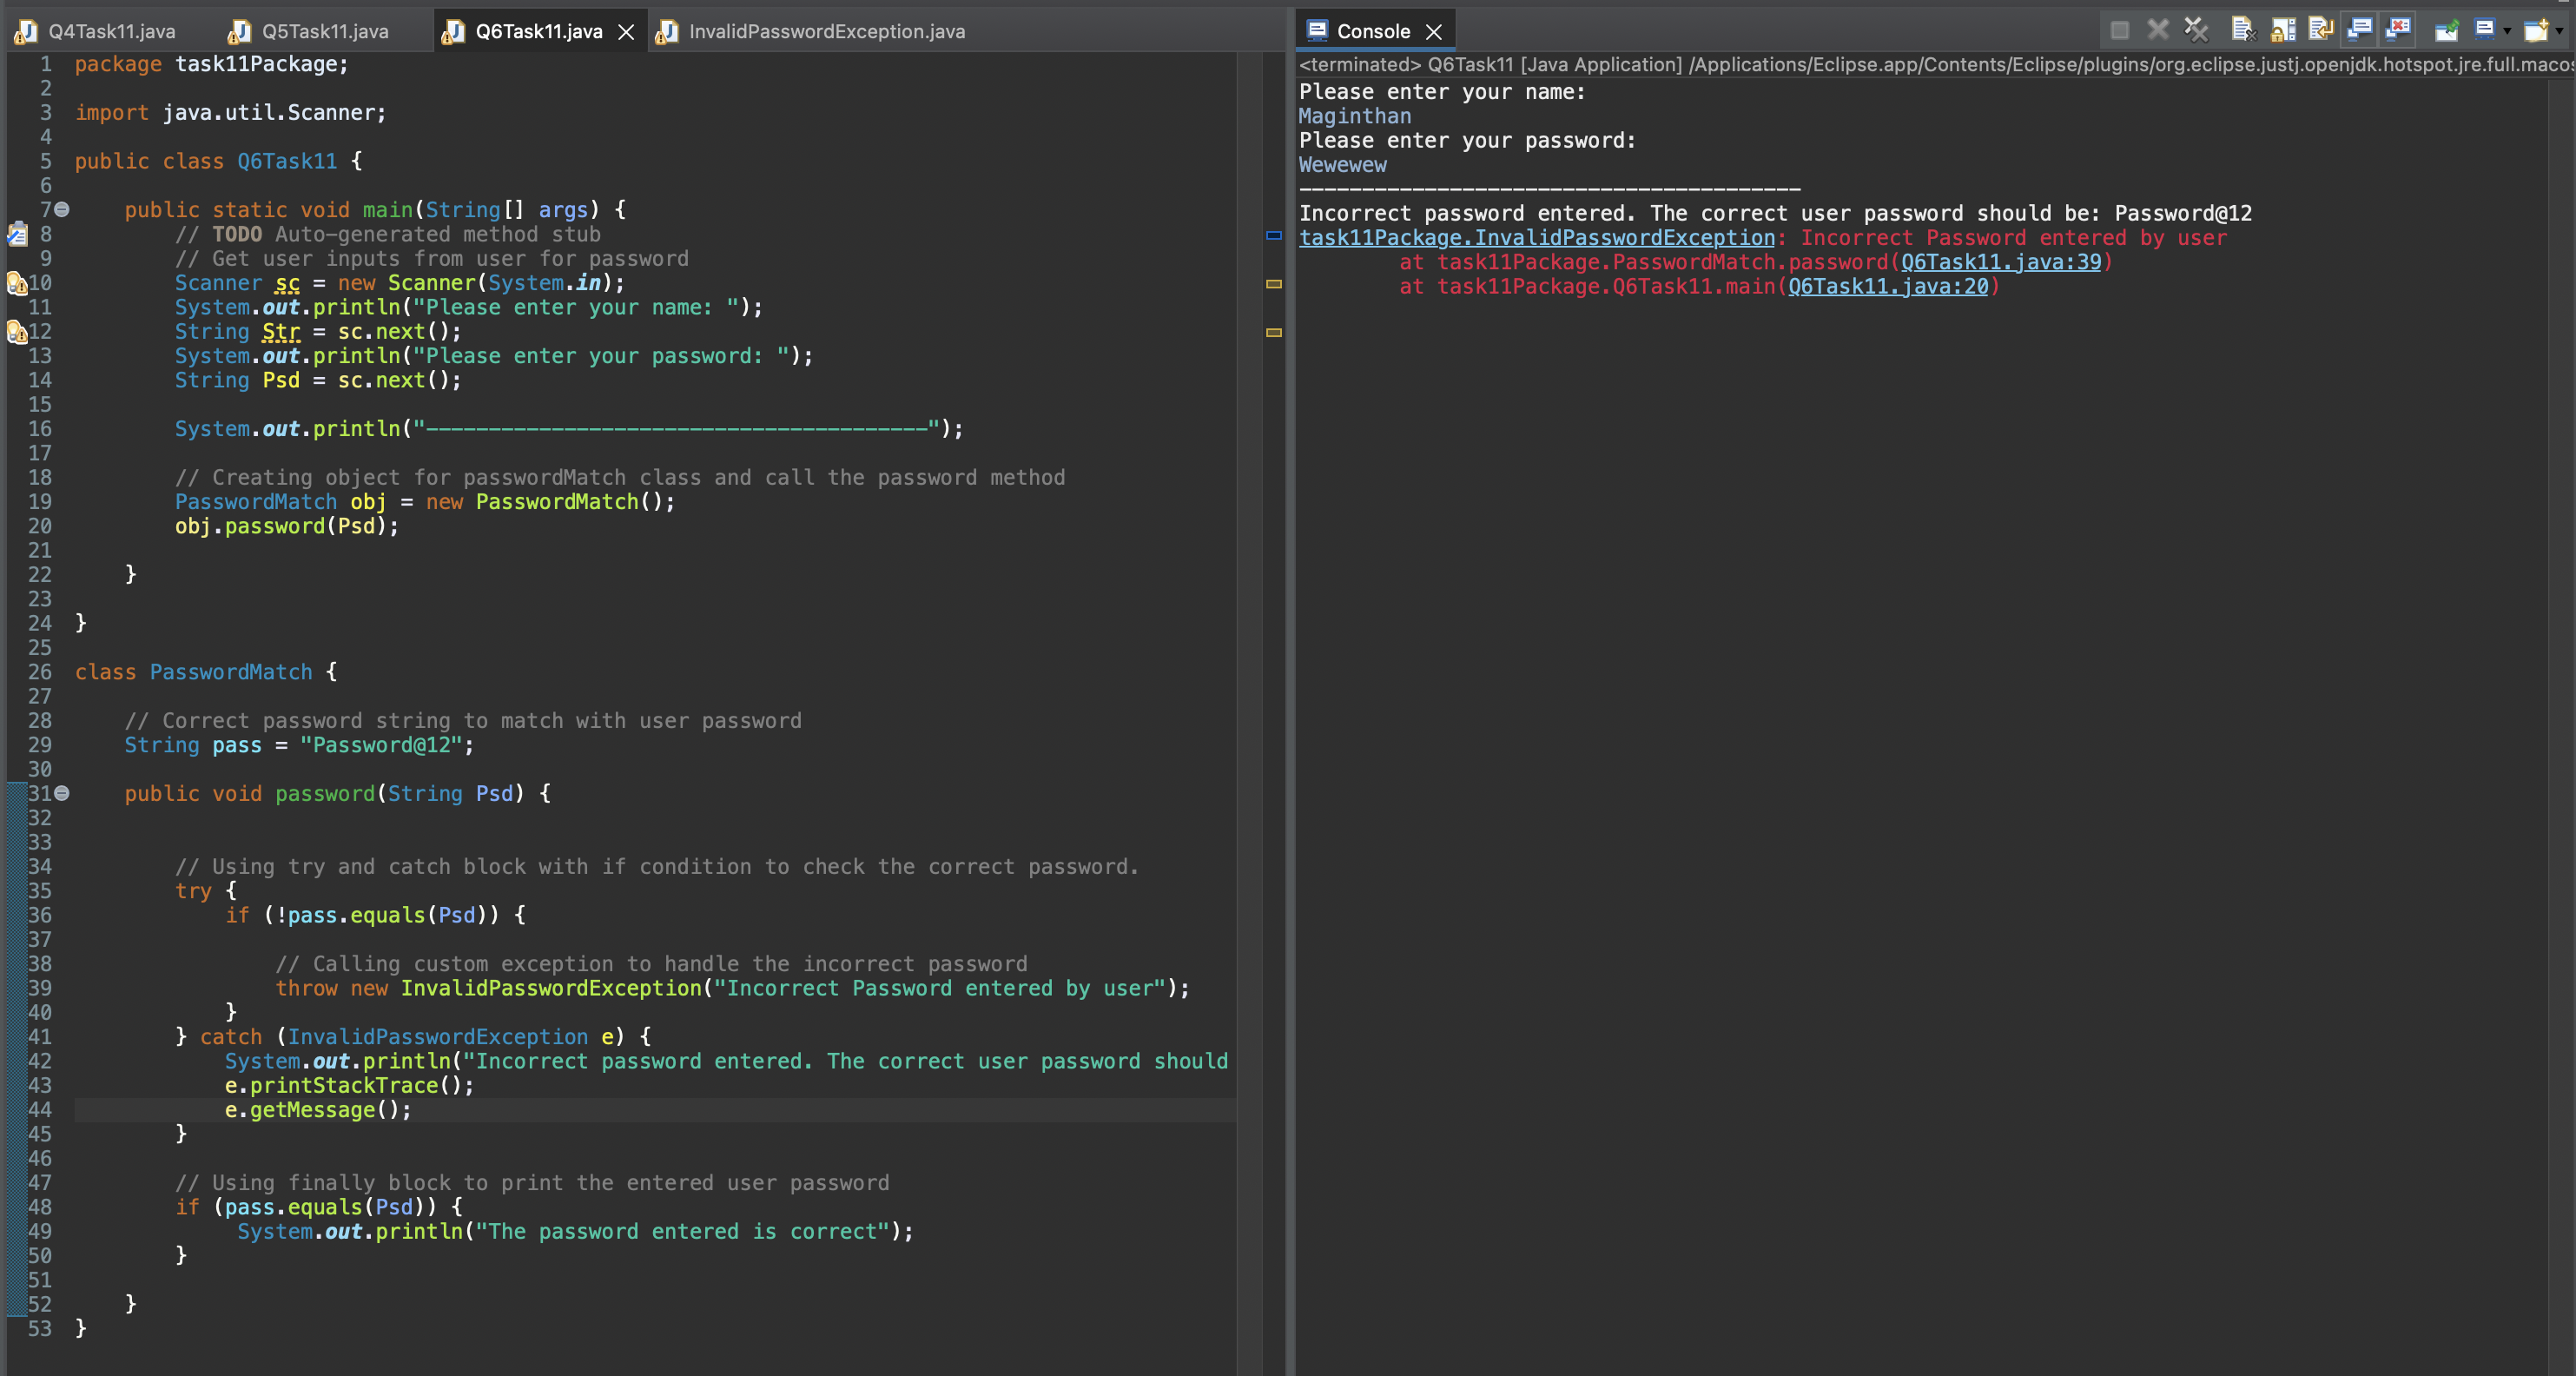 Q4Task11.java
Q5Task11.java
Q6Task11.java
InvalidPasswordException.java
1 package task11Package;
2
3 import java.util.Scanner;
4
5 public class Q6Task11 {
6
7 public static void main(String[] args) {
8 // TODO Auto-generated method stub
9 // Get user inputs from user for password
10 Scanner sc = new Scanner(System.in);
11 System.out.println("Please enter your name: ");
12 String Str = sc.next();
13 System.out.println("Please enter your password: ");
14 String Psd = sc.next();
15
16 System.out.println("----------------------------------------");
17
18 // Creating object for passwordMatch class and call the password method
19 PasswordMatch obj = new PasswordMatch();
20 obj.password(Psd);
21
22 }
23
24 }
25
26 class PasswordMatch {
27
28 // Correct password string to match with user password
29 String pass = "Password@12";
30
31 public void password(String Psd) {
32
33
34 // Using try and catch block with if condition to check the correct password.
35 try {
36 if (!pass.equals(Psd)) {
37
38 // Calling custom exception to handle the incorrect password
39 throw new InvalidPasswordException("Incorrect Password entered by user");
40 }
41 } catch (InvalidPasswordException e) {
42 System.out.println("Incorrect password entered. The correct user password should
43 e.printStackTrace();
44 e.getMessage();
45 }
46
47 // Using finally block to print the entered user password
48 if (pass.equals(Psd)) {
49 System.out.println("The password entered is correct");
50 }
51
52 }
53 }
Console
<terminated> Q6Task11 [Java Application] /Applications/Eclipse.app/Contents/Eclipse/plugins/org.eclipse.justj.openjdk.hotspot.jre.full.macos
Please enter your name:
Maginthan
Please enter your password:
Wewewew
----------------------------------------
Incorrect password entered. The correct user password should be: Password@12
task11Package.InvalidPasswordException: Incorrect Password entered by user
at task11Package.PasswordMatch.password(Q6Task11.java:39)
at task11Package.Q6Task11.main(Q6Task11.java:20)